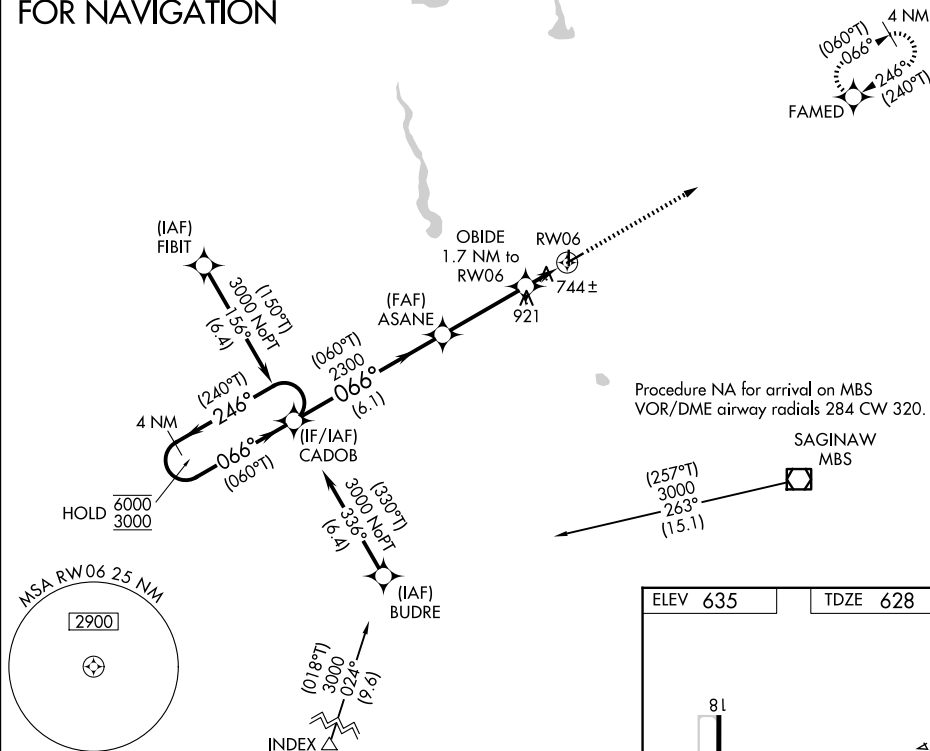 FOR NAVIGATION
4 NM
(060°T)
066°
246°
(240°T)
FAMED
(IAF)
FIBIT
(150°T)
3000 NoPT
156°
(6.4)
OBIDE
1.7 NM to
RW06
RW06
744±
921
(FAF)
ASANE
(060°T)
2300
066°
(6.1)
(240°T)
246°
4 NM
066°
(060°T)
(IF/IAF)
CADOB
HOLD 6000
3000
Procedure NA for arrival on MBS
VOR/DME airway radials 284 CW 320.
SAGINAW
MBS
(257°T)
3000
263°
(15.1)
(330°T)
3000 NoPT
336°
(6.4)
(IAF)
BUDRE
MSA RW06 25 NM
2900
(018°T)
3000
024°
(9.6)
INDEX
ELEV 635
TDZE 628
18